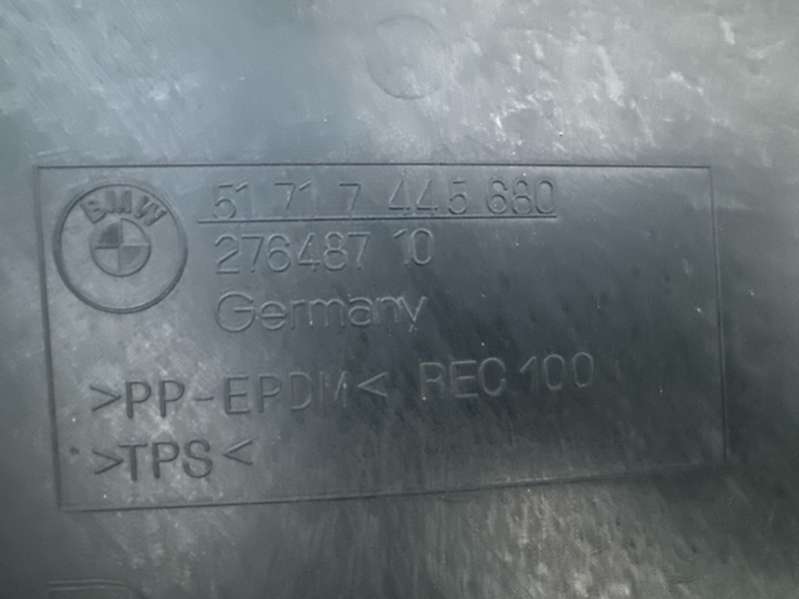 BMW
51 71 7 445 680
276487 10
Germany
>PP-EPDM< REC 100
*>TPS<